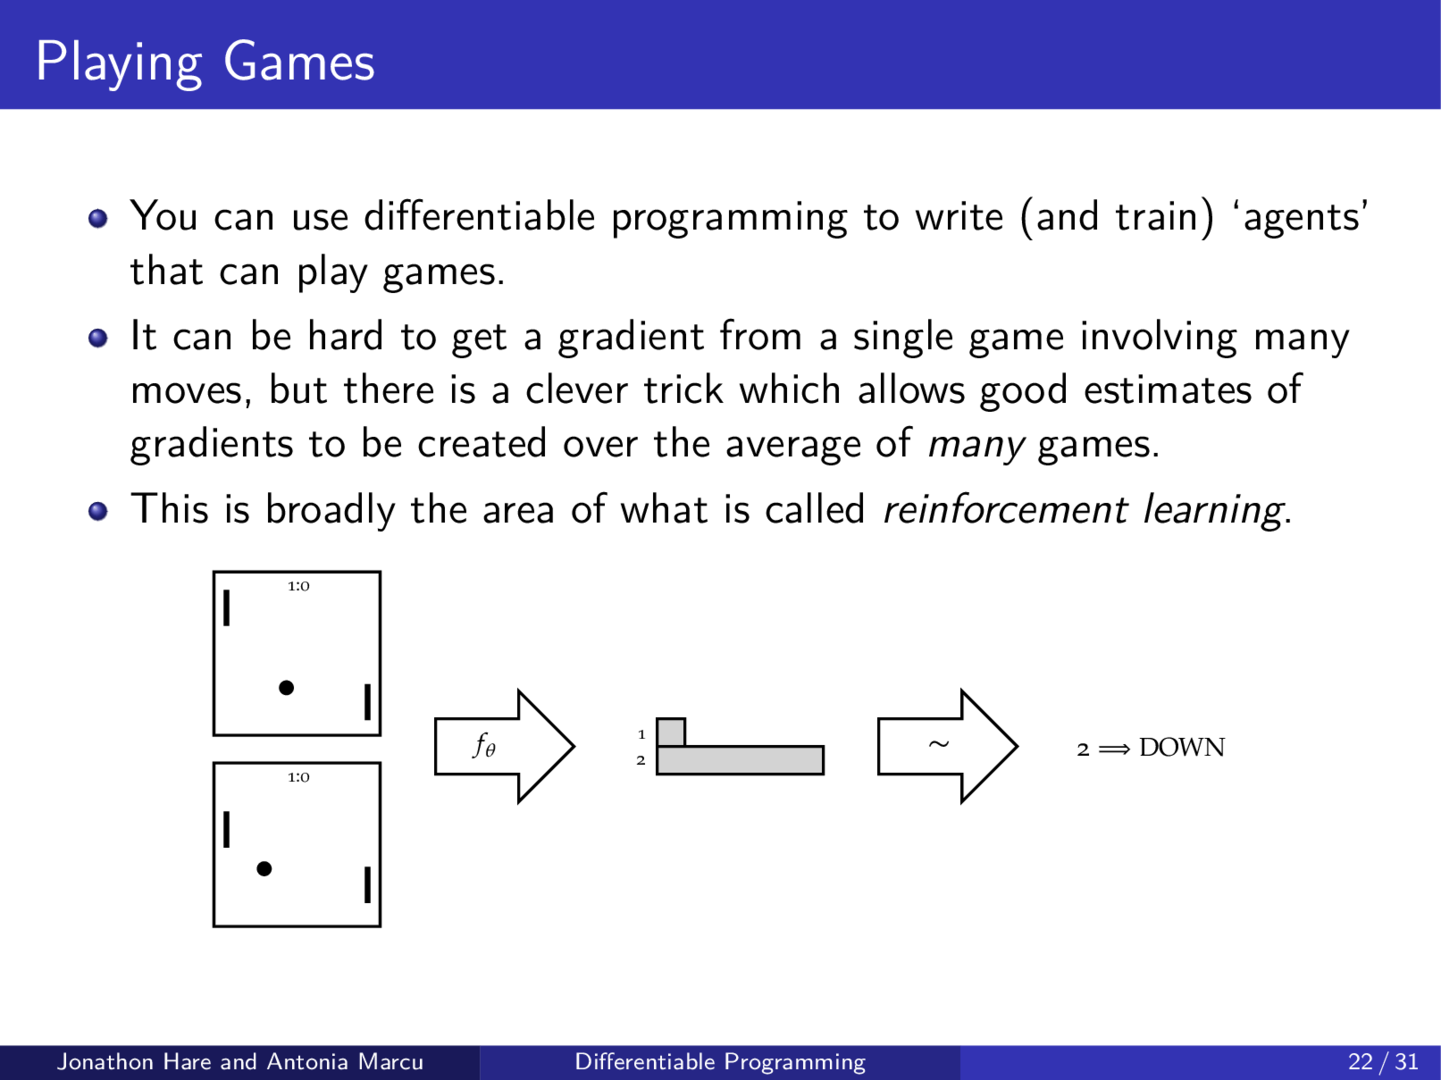 Playing Games
You can use differentiable programming to write (and train) ‘agents’
that can play games.
It can be hard to get a gradient from a single game involving many
moves, but there is a clever trick which allows good estimates of
gradients to be created over the average of many games.
This is broadly the area of what is called reinforcement learning.
1:0
1:0
fθ
1
2
∼
2 ⟹ DOWN
Jonathon Hare and Antonia Marcu
Differentiable Programming
22 / 31